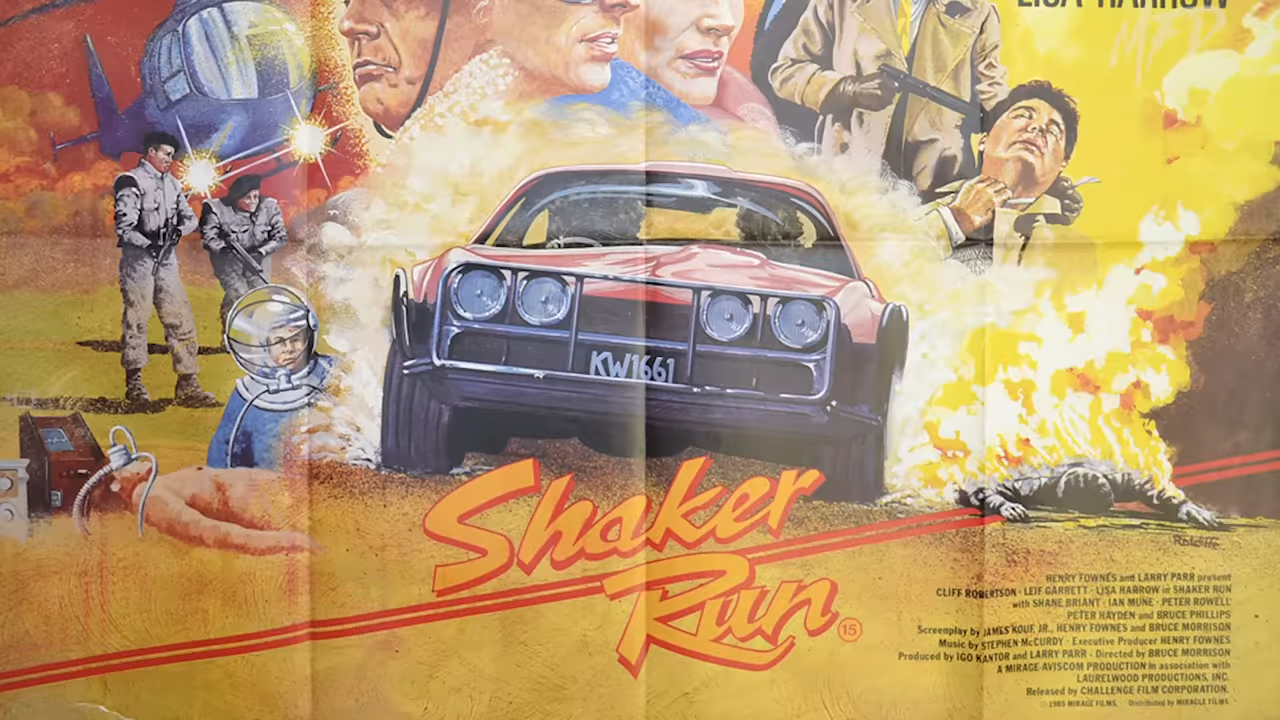 LISA HARROW
KW1661
Shaker
Run
15
Ratcliffe
HENRY FOWNES and LARRY PARR present
CLIFF ROBERTSON · LEIF GARRETT · LISA HARROW in SHAKER RUN
with SHANE BRIANT · IAN MUNE · PETER ROWELL
PETER HAYDEN and BRUCE PHILLIPS
Screenplay by JAMES KOUF, JR., HENRY FOWNES and BRUCE MORRISON
Music by STEPHEN McCURDY · Executive Producer HENRY FOWNES
Produced by IGO KANTOR and LARRY PARR · Directed by BRUCE MORRISON
A MIRAGE-AVISCOM PRODUCTION in association with
LAURELWOOD PRODUCTIONS, INC.
Released by CHALLENGE FILM CORPORATION.
© 1985 MIRAGE FILMS. Distributed by MIRACLE FILMS